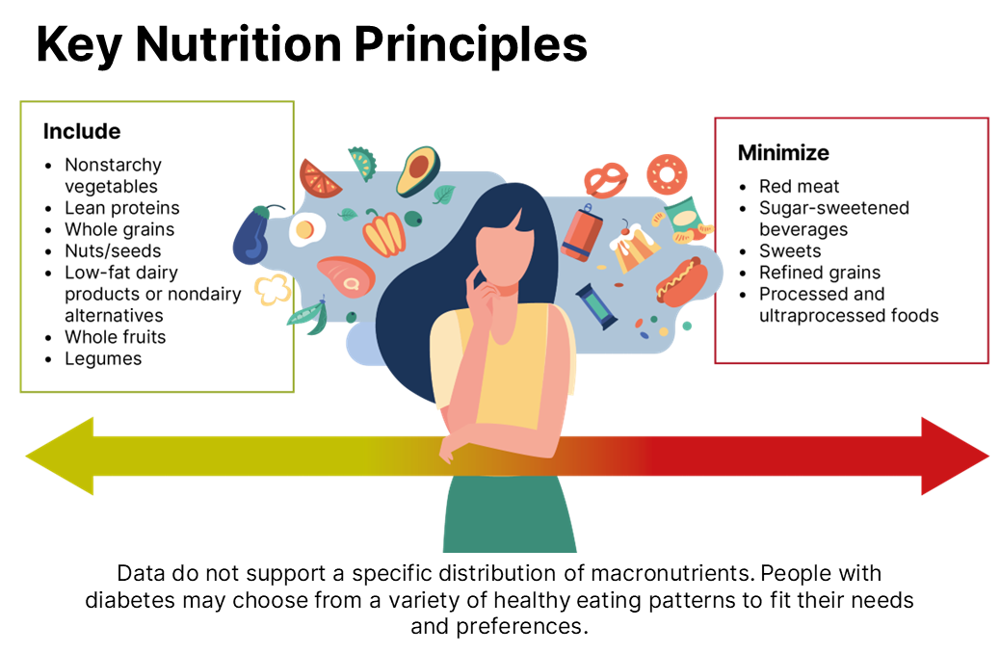 Key Nutrition Principles
Include
• Nonstarchy
vegetables
• Lean proteins
• Whole grains
• Nuts/seeds
• Low-fat dairy
products or nondairy
alternatives
• Whole fruits
• Legumes
Minimize
• Red meat
• Sugar-sweetened
beverages
• Sweets
• Refined grains
• Processed and
ultraprocessed foods
Data do not support a specific distribution of macronutrients. People with
diabetes may choose from a variety of healthy eating patterns to fit their needs
and preferences.